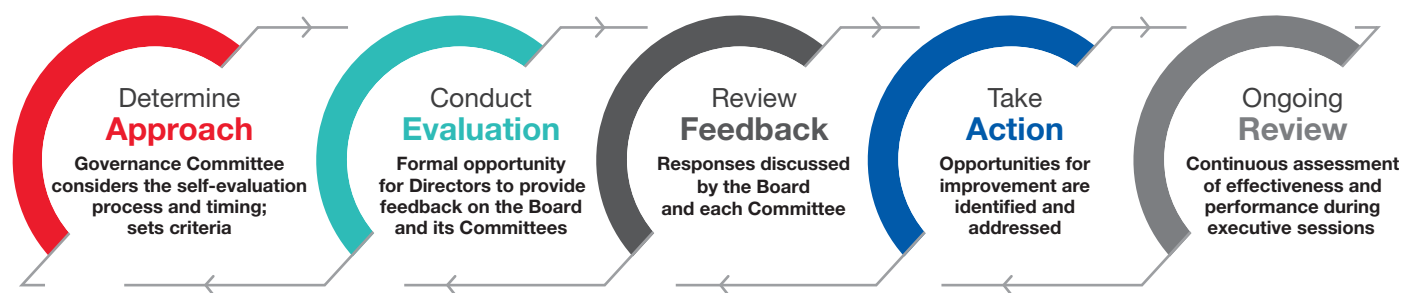 Determine
Approach
Governance Committee
considers the self-evaluation
process and timing;
sets criteria
Conduct
Evaluation
Formal opportunity
for Directors to provide
feedback on the Board
and its Committees
Review
Feedback
Responses discussed
by the Board
and each Committee
Take
Action
Opportunities for
improvement are
identified and
addressed
Ongoing
Review
Continuous assessment
of effectiveness and
performance during
executive sessions